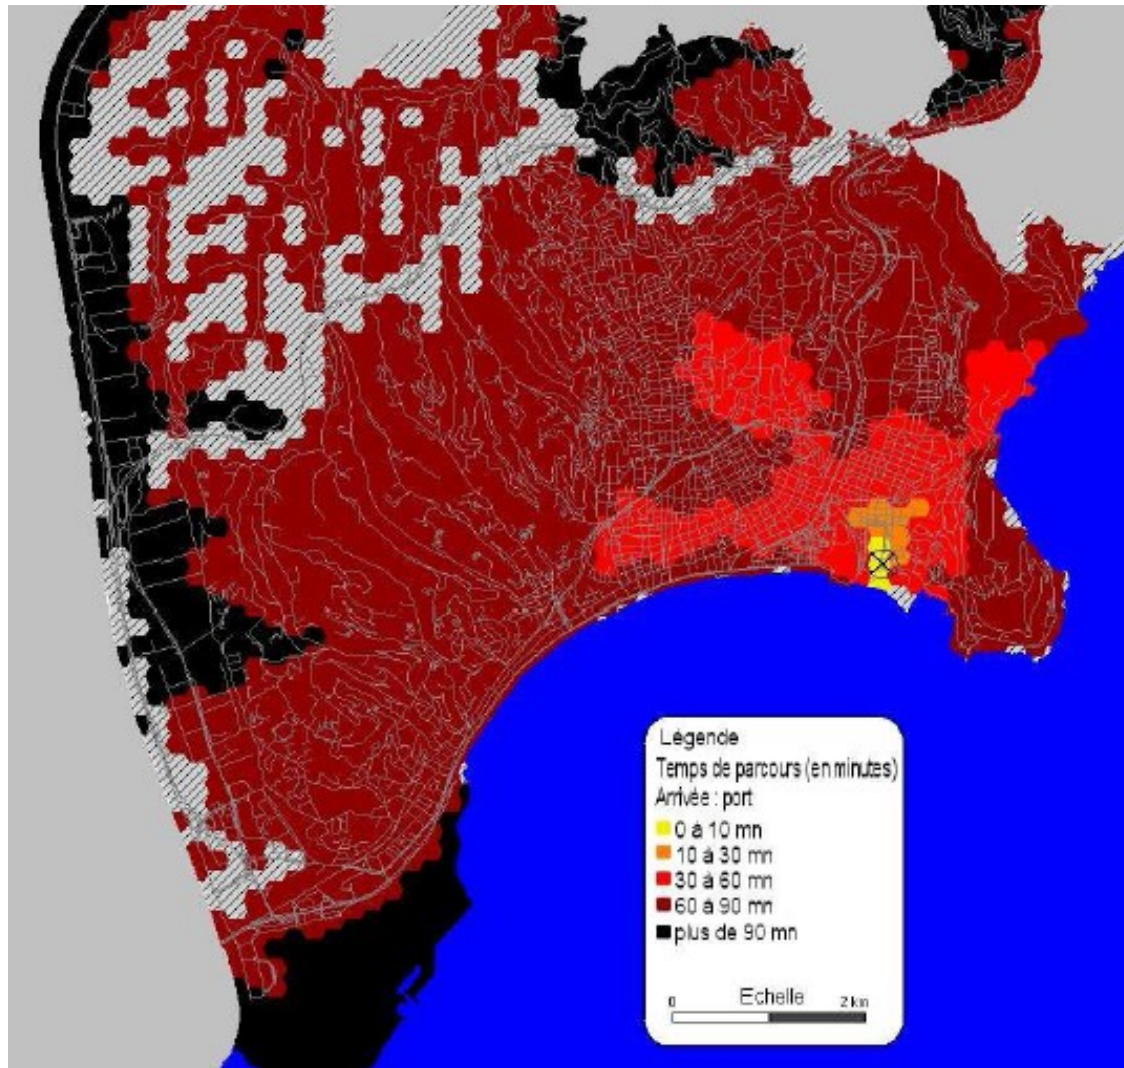 Légende
Temps de parcours (en minutes)
Arrivée : port
0 à 10 mn
10 à 30 mn
30 à 60 mn
60 à 90 mn
plus de 90 mn
Echelle
0 2 km